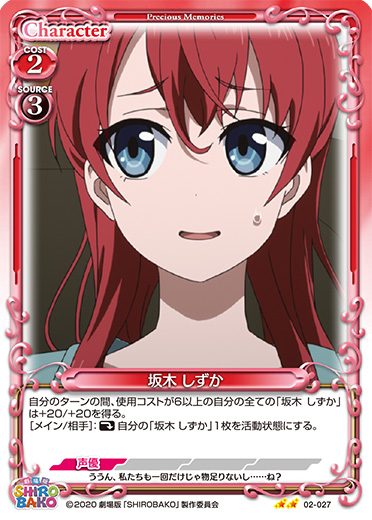 Precious Memories
Character
COST
2
SOURCE
3
坂木 しずか
自分のターンの間、使用コストが6以上の自分の全ての「坂木 しずか」
は+20/+20を得る。
[メイン/相手]: 自分の「坂木 しずか」1枚を活動状態にする。
声優
ううん、私たちも一回だけじゃ物足りないし……ね?
劇場版
SHIRO
BAKO
©2020 劇場版「SHIROBAKO」製作委員会
02-027